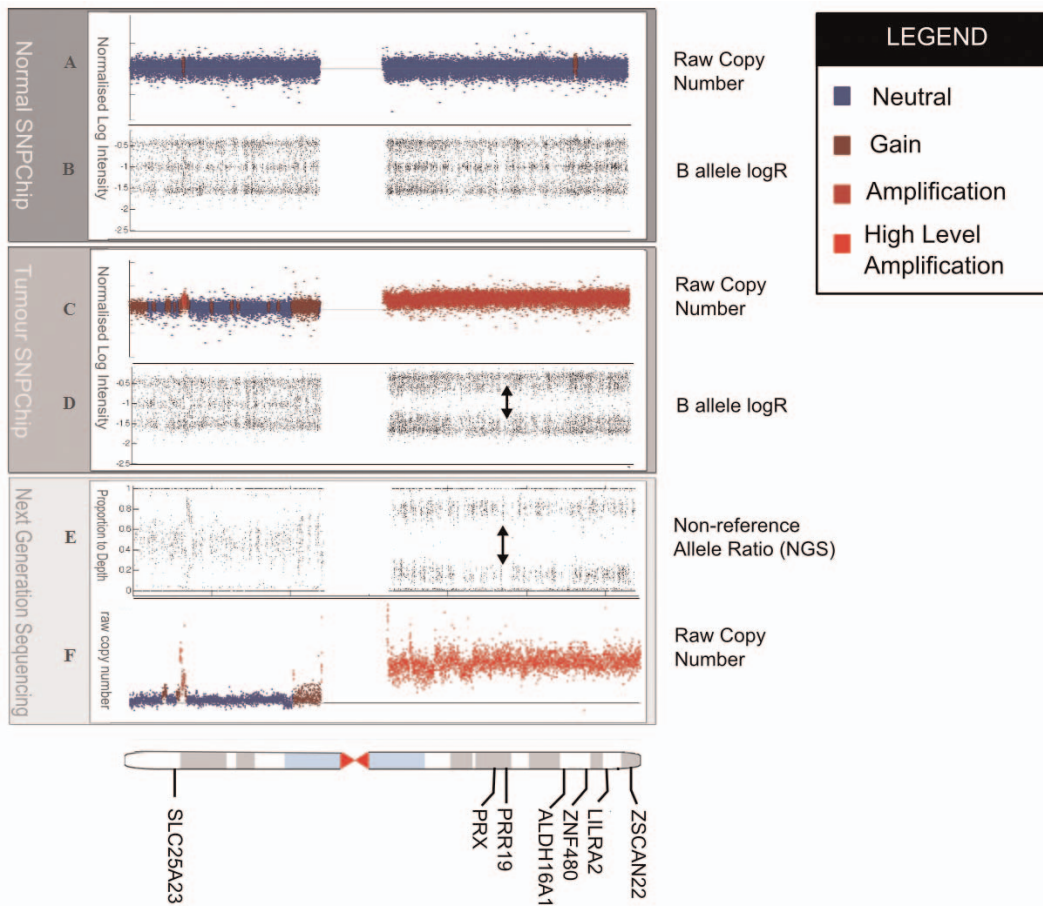 Normal SNPChip
A
Normalised Log Intensity
Raw Copy
Number
B
-0.5
-1
-1.5
-2
-2.5
B allele logR
Tumour SNPChip
C
Normalised Log Intensity
Raw Copy
Number
D
-0.5
-1
-1.5
-2
-2.5
B allele logR
Next Generation Sequencing
E
Proportion to Depth
1
0.8
0.6
0.4
0.2
0
Non-reference
Allele Ratio (NGS)
F
raw copy number
Raw Copy
Number
SLC25A23
PRX
PRR19
ALDH16A1
ZNF480
LILRA2
ZSCAN22
LEGEND
Neutral
Gain
Amplification
High Level
Amplification